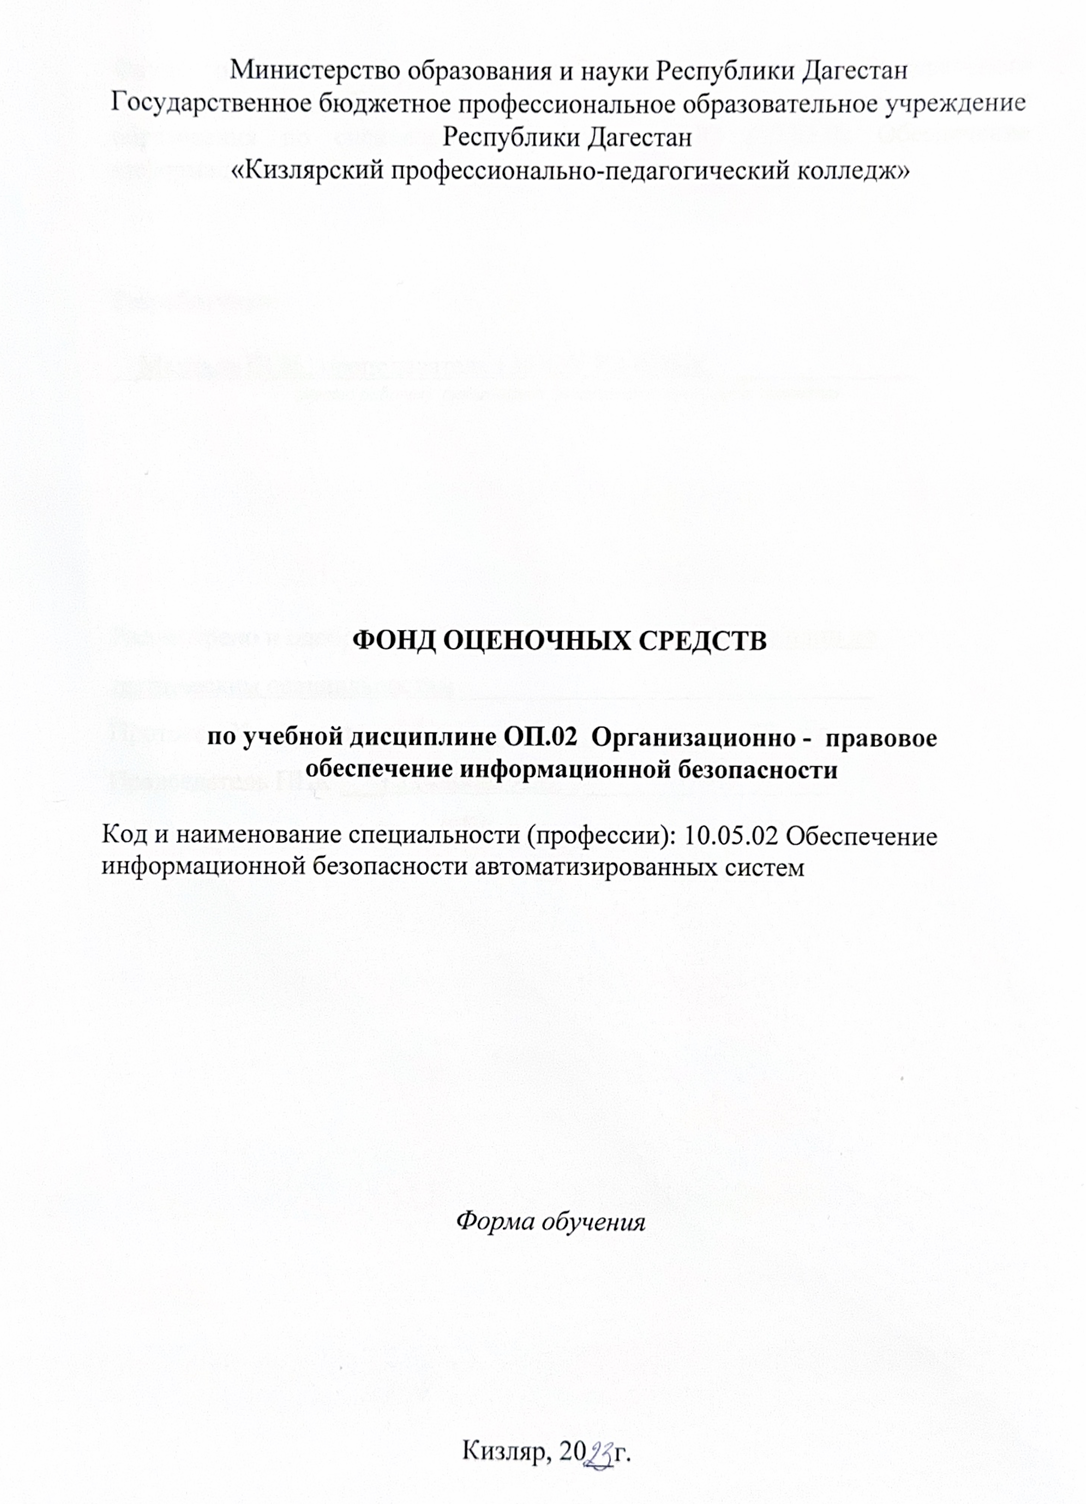 Министерство образования и науки Республики Дагестан
Государственное бюджетное профессиональное образовательное учреждение
Республики Дагестан
«Кизлярский профессионально-педагогический колледж»
ФОНД ОЦЕНОЧНЫХ СРЕДСТВ
по учебной дисциплине ОП.02 Организационно - правовое
обеспечение информационной безопасности
Код и наименование специальности (профессии): 10.05.02 Обеспечение
информационной безопасности автоматизированных систем
Форма обучения
Кизляр, 2023г.